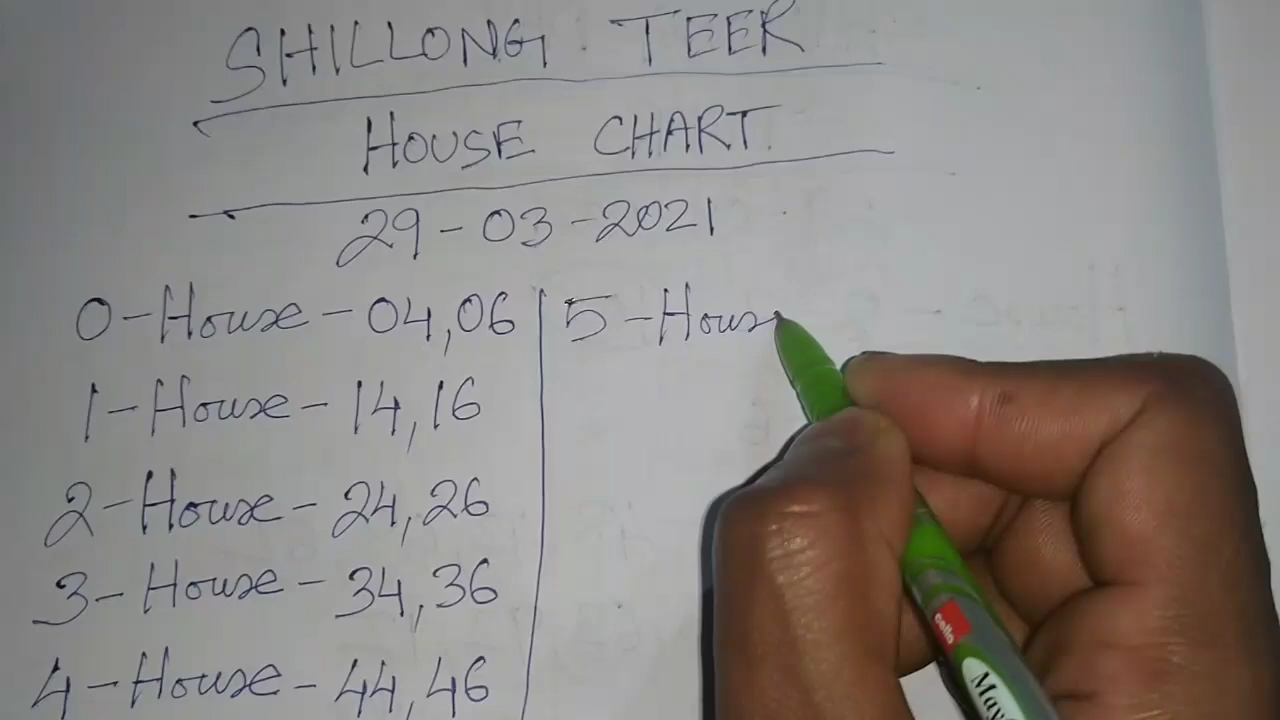 SHILLONG TEER
HOUSE CHART
29-03-2021
0-House-04,06
1-House-14,16
2-House-24,26
3-House-34,36
4-House-44,46
5-Hous
cello